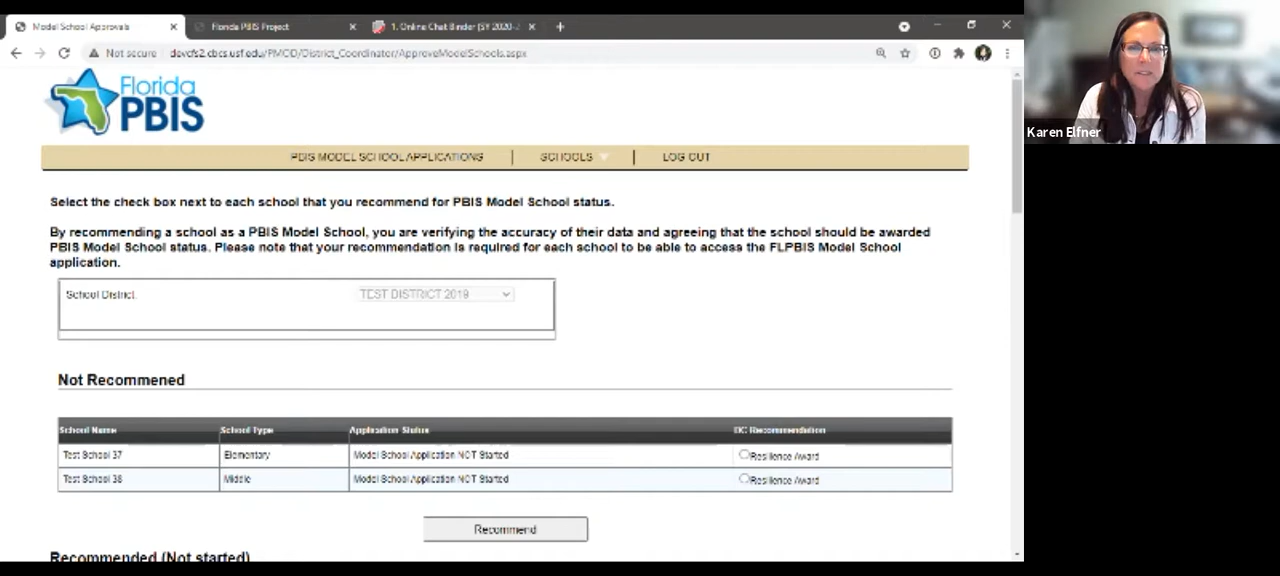 Model School Approvals
Florida PBIS Project
1. Online Chat Binder (SY 2020-2
Not secure devcfs2.cbcs.usf.edu/PMOD/District_Coordinator/ApproveModelSchools.aspx
Florida
PBIS
PBIS MODEL SCHOOL APPLICATIONS | SCHOOLS | LOG OUT
Karen Elfner
Select the check box next to each school that you recommend for PBIS Model School status.
By recommending a school as a PBIS Model School, you are verifying the accuracy of their data and agreeing that the school should be awarded
PBIS Model School status. Please note that your recommendation is required for each school to be able to access the FLPBIS Model School
application.
School District: TEST DISTRICT 2019
Not Recommened
School Name School Type Application Status DC Recommendation
Test School 37 Elementary Model School Application NOT Started Resilience Award
Test School 38 Middle Model School Application NOT Started Resilience Award
Recommend
Recommended (Not started)